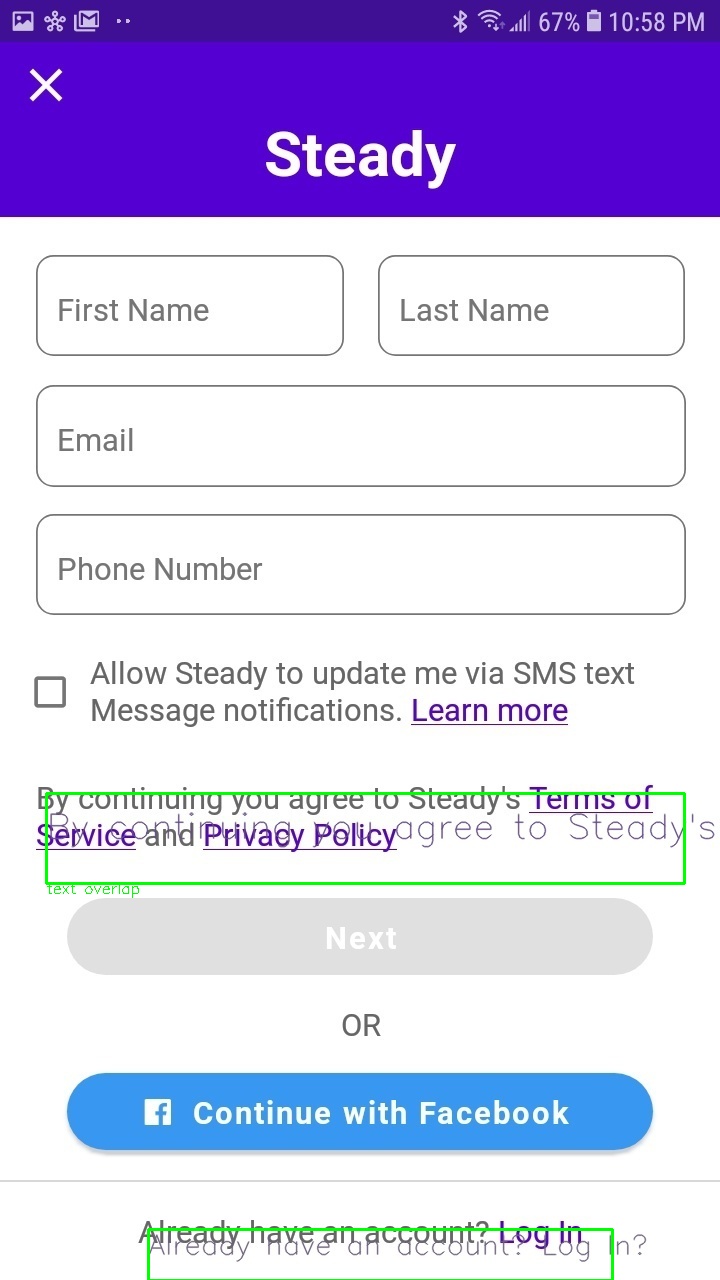 67% 10:58 PM
Steady
First Name
Last Name
Email
Phone Number
Allow Steady to update me via SMS text
Message notifications. Learn more
By continuing you agree to Steady's Terms of
Service and Privacy Policy
By continuing you agree to Steady's
text overlap
Next
OR
Continue with Facebook
Already have an account? Log In
Already have an account? Log In?